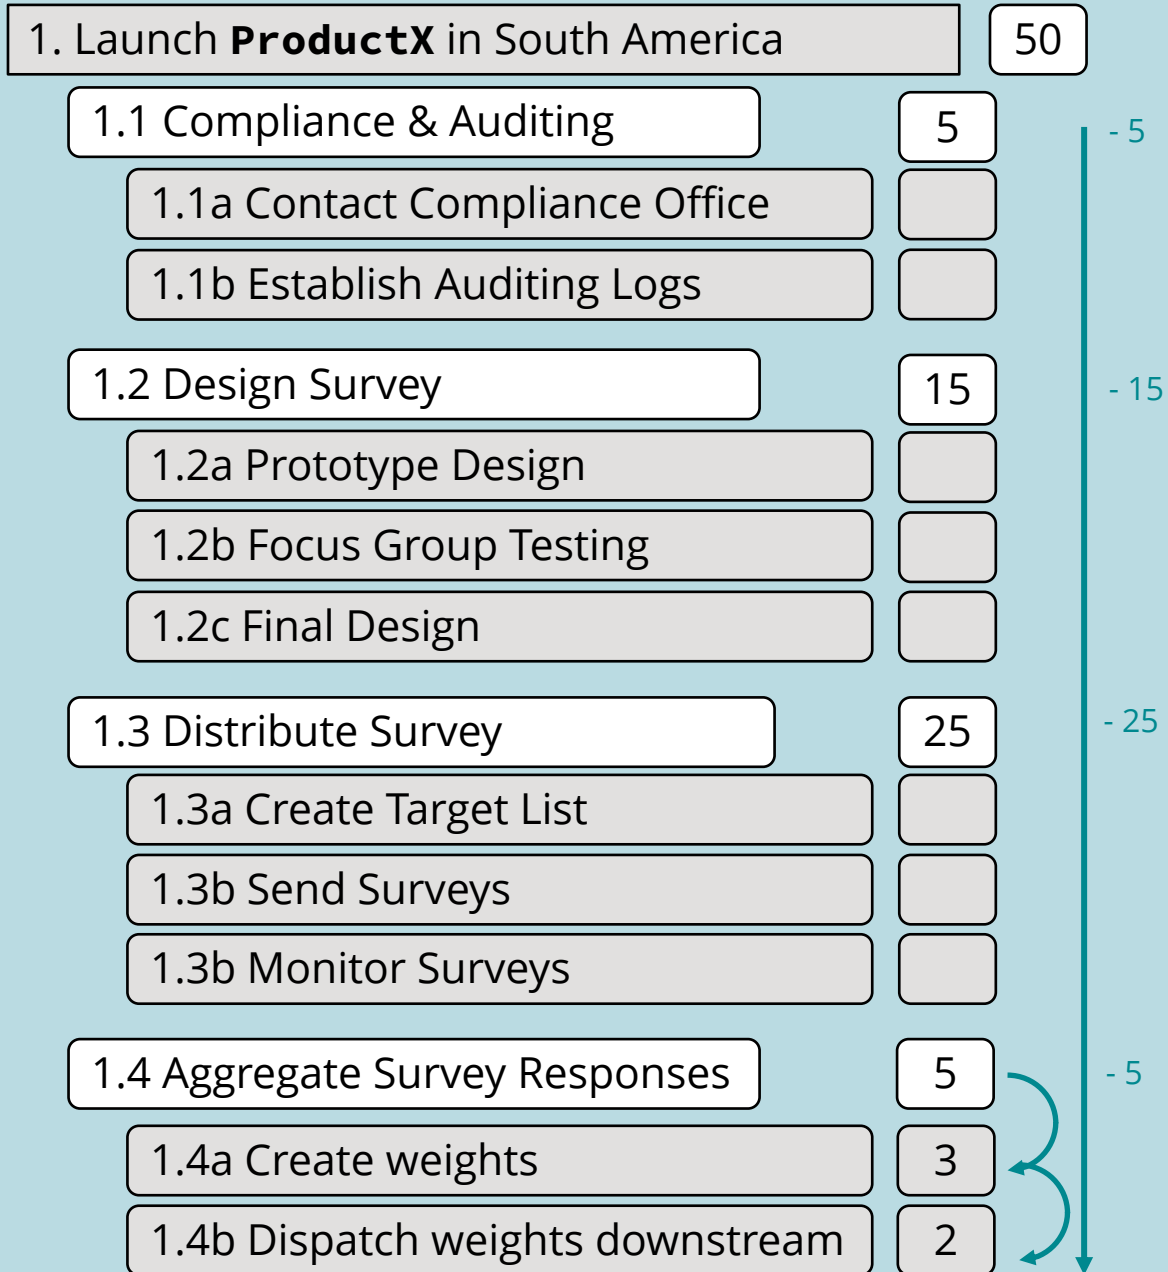 1. Launch ProductX in South America 50
1.1 Compliance & Auditing 5 - 5
1.1a Contact Compliance Office
1.1b Establish Auditing Logs
1.2 Design Survey 15 - 15
1.2a Prototype Design
1.2b Focus Group Testing
1.2c Final Design
1.3 Distribute Survey 25 - 25
1.3a Create Target List
1.3b Send Surveys
1.3b Monitor Surveys
1.4 Aggregate Survey Responses 5 - 5
1.4a Create weights 3
1.4b Dispatch weights downstream 2